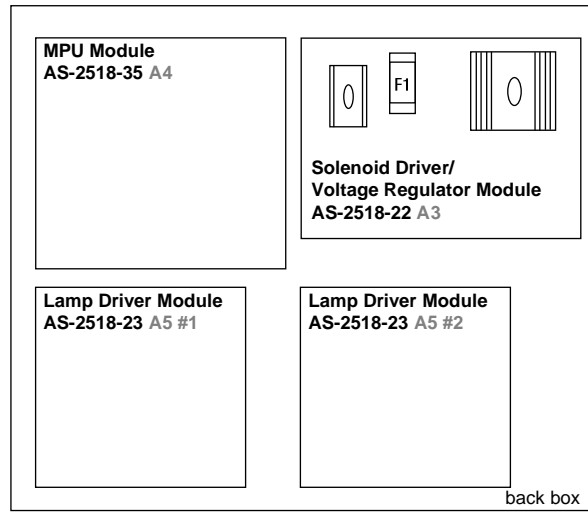 MPU Module
AS-2518-35 A4
F1
Solenoid Driver/
Voltage Regulator Module
AS-2518-22 A3
Lamp Driver Module
AS-2518-23 A5 #1
Lamp Driver Module
AS-2518-23 A5 #2
back box